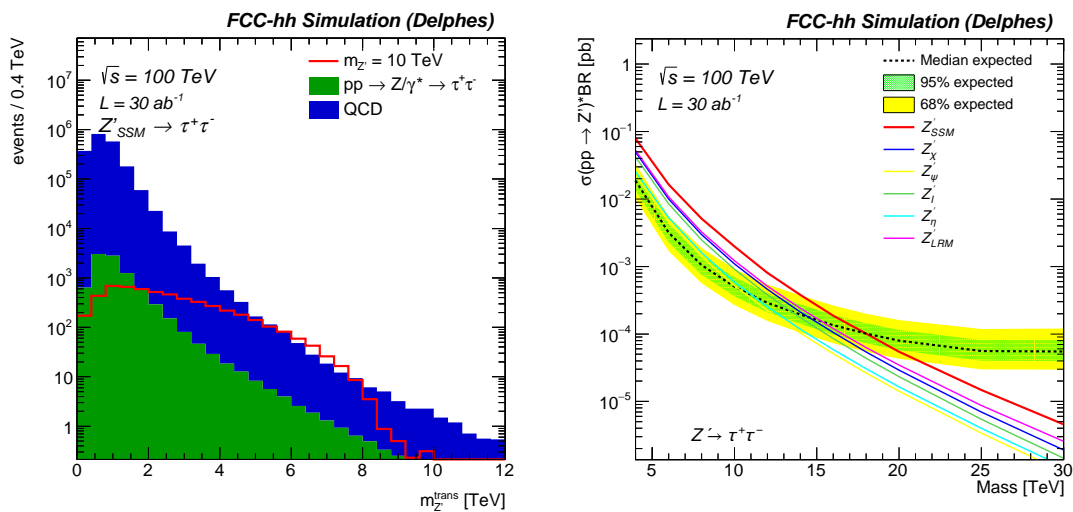 FCC-hh Simulation (Delphes)
events / 0.4 TeV
10⁷
10⁶
10⁵
10⁴
10³
10²
10
1
√s = 100 TeV
L = 30 ab⁻¹
Z'SSM → τ⁺τ⁻
mZ' = 10 TeV
pp → Z/γ* → τ⁺τ⁻
QCD
0 2 4 6 8 10 12
mZ'^trans [TeV]
FCC-hh Simulation (Delphes)
σ(pp → Z')*BR [pb]
1
10⁻¹
10⁻²
10⁻³
10⁻⁴
10⁻⁵
√s = 100 TeV
L = 30 ab⁻¹
Median expected
95% expected
68% expected
Z'SSM
Z'χ
Z'ψ
Z'I
Z'η
Z'LRM
Z' → τ⁺τ⁻
5 10 15 20 25 30
Mass [TeV]